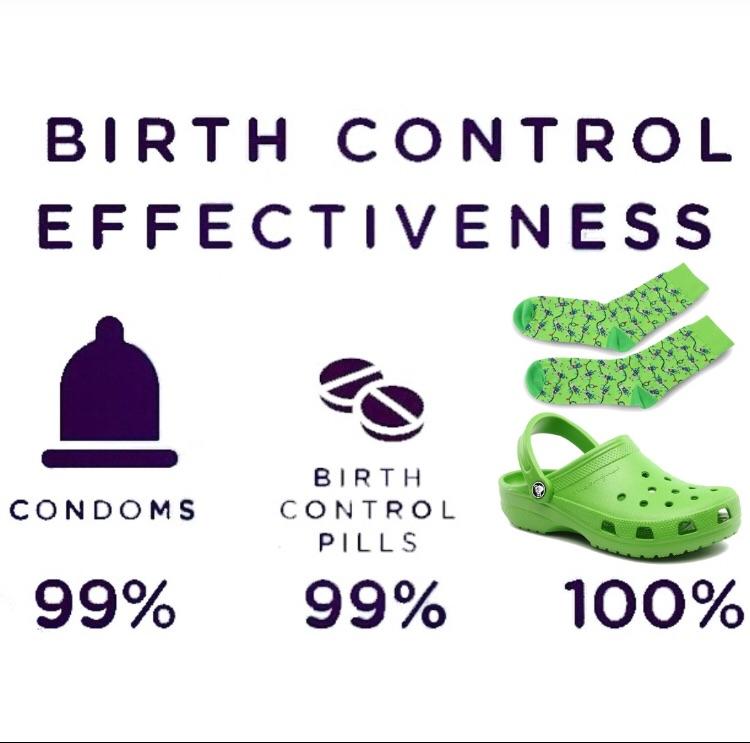 BIRTH CONTROL
EFFECTIVENESS
CONDOMS
BIRTH
CONTROL
PILLS
99%
99%
100%